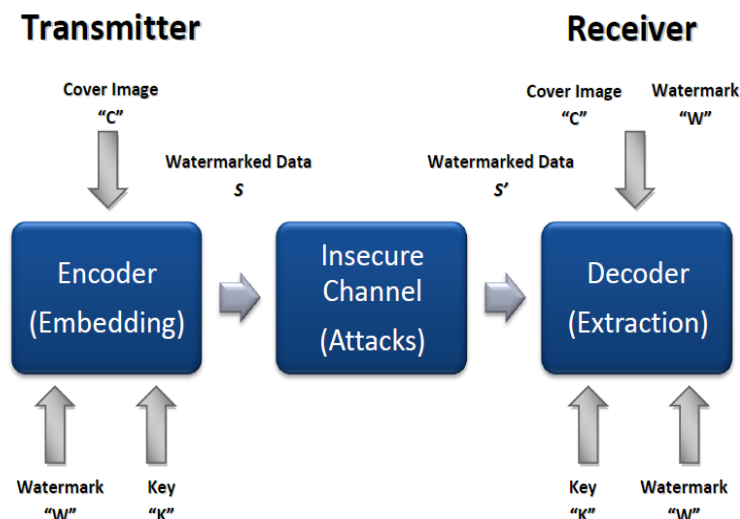 Transmitter
Receiver
Cover Image
“C”
Cover Image
“C”
Watermark
“W”
Watermarked Data
S
Watermarked Data
S’
Encoder
(Embedding)
Insecure
Channel
(Attacks)
Decoder
(Extraction)
Watermark
“W”
Key
“K”
Key
“K”
Watermark
“W”